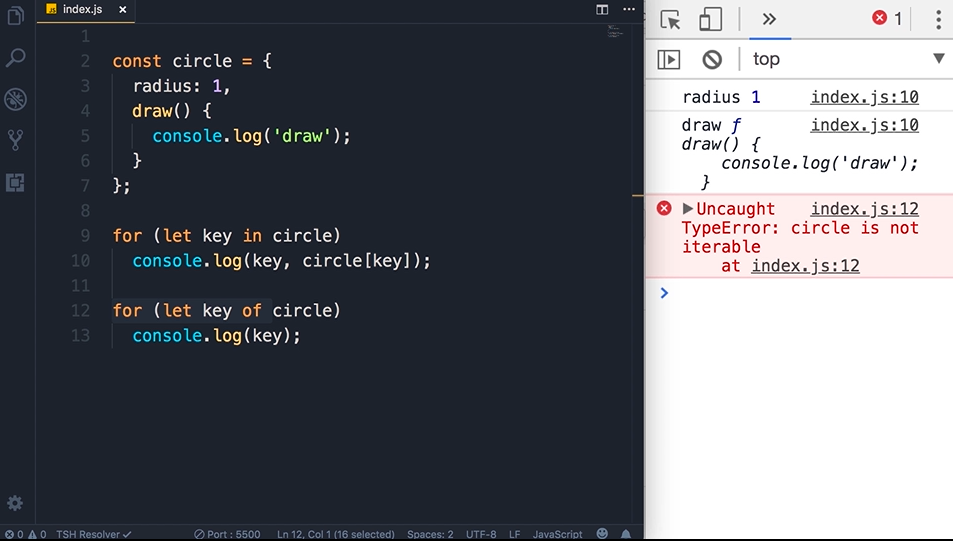 JS index.js ×
1
2 const circle = {
3 radius: 1,
4 draw() {
5 console.log('draw');
6 }
7 };
8
9 for (let key in circle)
10 console.log(key, circle[key]);
11
12 for (let key of circle)
13 console.log(key);
0 0 TSH Resolver ✓ Port : 5500 Ln 12, Col 1 (16 selected) Spaces: 2 UTF-8 LF JavaScript
1
top
radius 1 index.js:10
draw ƒ index.js:10
draw() {
console.log('draw');
}
Uncaught index.js:12
TypeError: circle is not
iterable
at index.js:12